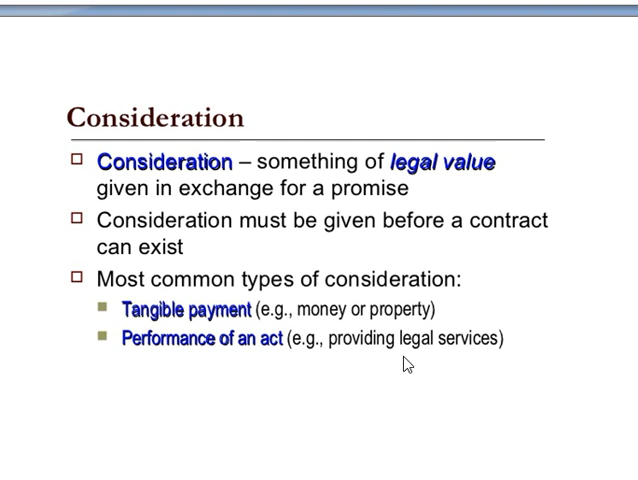 Consideration
Consideration – something of legal value
given in exchange for a promise
Consideration must be given before a contract
can exist
Most common types of consideration:
Tangible payment (e.g., money or property)
Performance of an act (e.g., providing legal services)